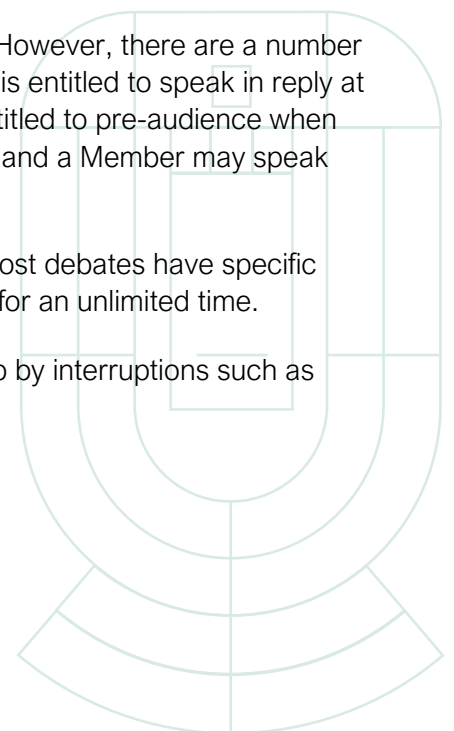 However, there are a number
is entitled to speak in reply at
titled to pre-audience when
and a Member may speak
ost debates have specific
for an unlimited time.
o by interruptions such as